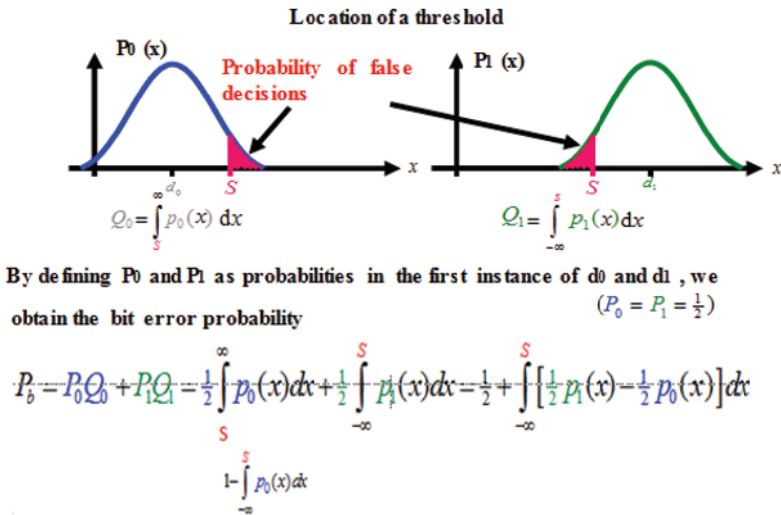 Location of a threshold
P0 (x)
P1 (x)
Probability of false
decisions
x
x
d₀
S
S
d₁
Q₀=∫_S^∞ p₀(x) dx
Q₁=∫_{-∞}^s p₁(x)dx
By defining P0 and P1 as probabilities in the first instance of d0 and d1 , we
(P₀ = P₁ = ½)
obtain the bit error probability
P_b = P₀Q₀ + P₁Q₁ = ½ ∫_S^∞ p₀(x)dx + ½ ∫_{-∞}^S p₁(x)dx = ½ + ∫_{-∞}^S [½ p₁(x) − ½ p₀(x)]dx
1− ∫_{-∞}^S p₀(x)dx